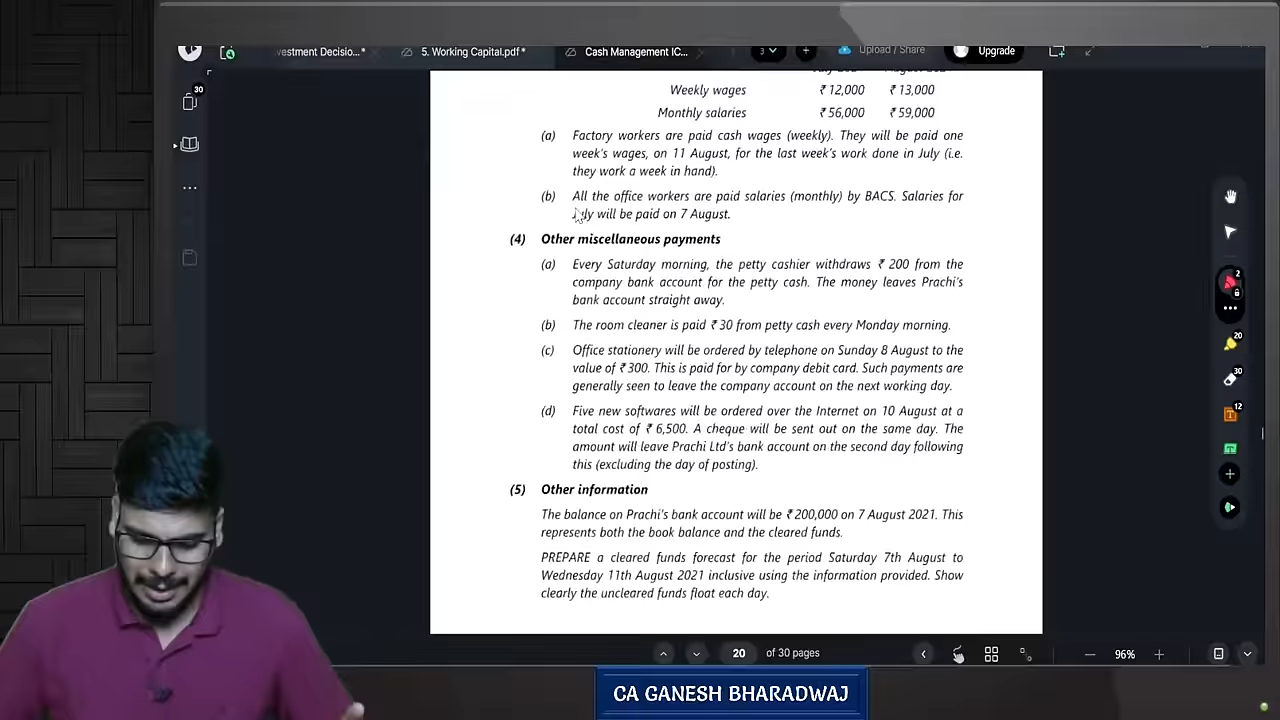 vestment Decisio...*
5. Working Capital.pdf*
Cash Management IC...
3
+
Upload / Share
Upgrade
30
Weekly wages ₹ 12,000 ₹ 13,000
Monthly salaries ₹ 56,000 ₹ 59,000
(a) Factory workers are paid cash wages (weekly). They will be paid one
week's wages, on 11 August, for the last week's work done in July (i.e.
they work a week in hand).
(b) All the office workers are paid salaries (monthly) by BACS. Salaries for
July will be paid on 7 August.
(4) Other miscellaneous payments
(a) Every Saturday morning, the petty cashier withdraws ₹ 200 from the
company bank account for the petty cash. The money leaves Prachi's
bank account straight away.
(b) The room cleaner is paid ₹ 30 from petty cash every Monday morning.
(c) Office stationery will be ordered by telephone on Sunday 8 August to the
value of ₹ 300. This is paid for by company debit card. Such payments are
generally seen to leave the company account on the next working day.
(d) Five new softwares will be ordered over the Internet on 10 August at a
total cost of ₹ 6,500. A cheque will be sent out on the same day. The
amount will leave Prachi Ltd's bank account on the second day following
this (excluding the day of posting).
(5) Other information
The balance on Prachi's bank account will be ₹ 200,000 on 7 August 2021. This
represents both the book balance and the cleared funds.
PREPARE a cleared funds forecast for the period Saturday 7th August to
Wednesday 11th August 2021 inclusive using the information provided. Show
clearly the uncleared funds float each day.
2
20
30
12
20 of 30 pages
96%
CA GANESH BHARADWAJ